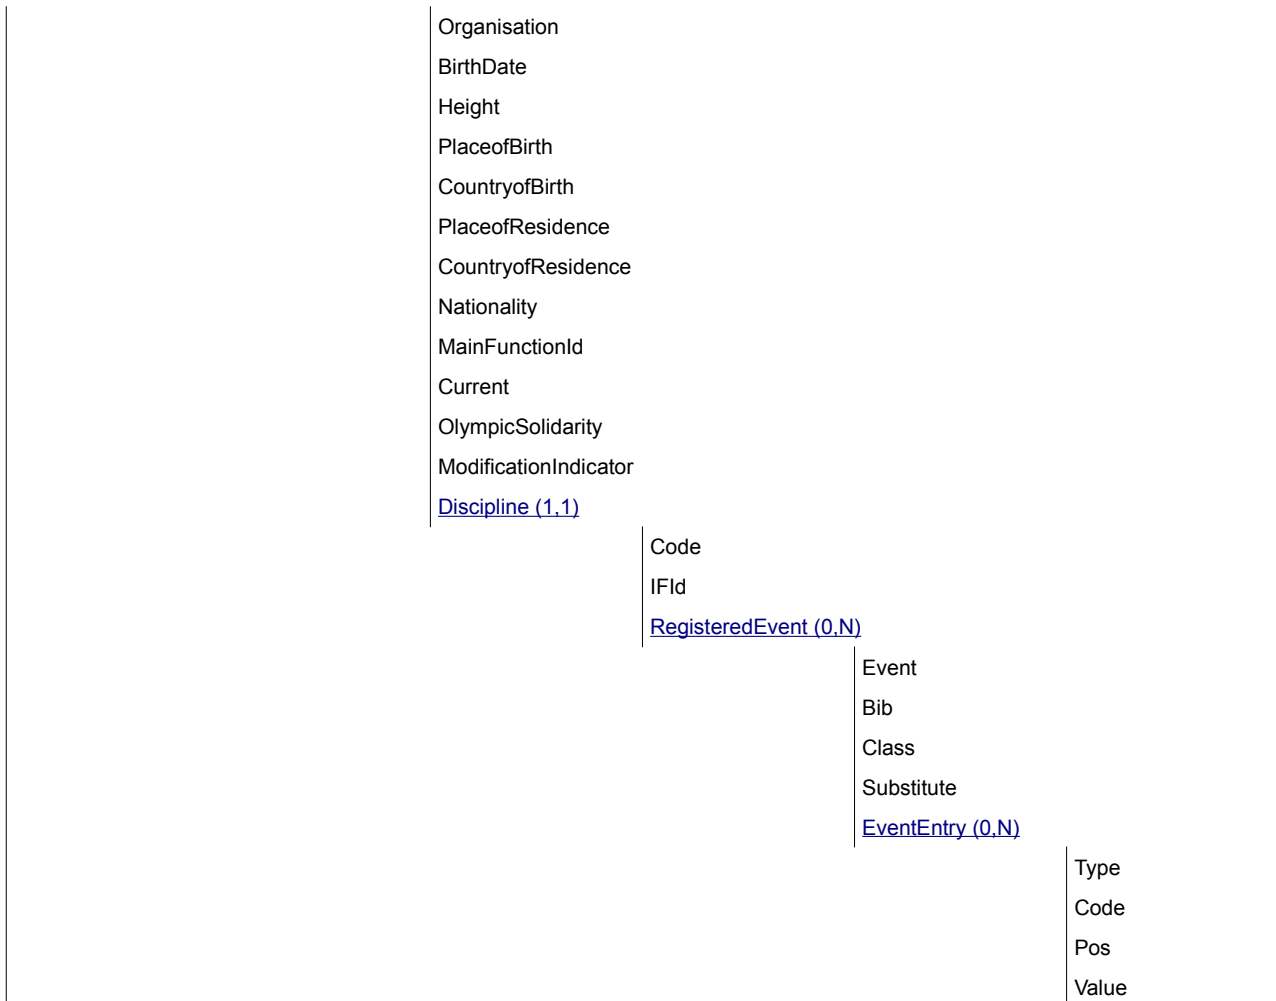 Organisation
BirthDate
Height
PlaceofBirth
CountryofBirth
PlaceofResidence
CountryofResidence
Nationality
MainFunctionId
Current
OlympicSolidarity
ModificationIndicator
Discipline (1,1)
Code
IFId
RegisteredEvent (0,N)
Event
Bib
Class
Substitute
EventEntry (0,N)
Type
Code
Pos
Value